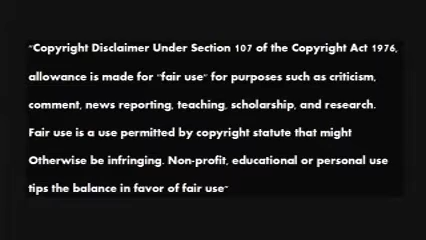 "Copyright Disclaimer Under Section 107 of the Copyright Act 1976,
allowance is made for "fair use" for purposes such as criticism,
comment, news reporting, teaching, scholarship, and research.
Fair use is a use permitted by copyright statute that might
Otherwise be infringing. Non-profit, educational or personal use
tips the balance in favor of fair use"